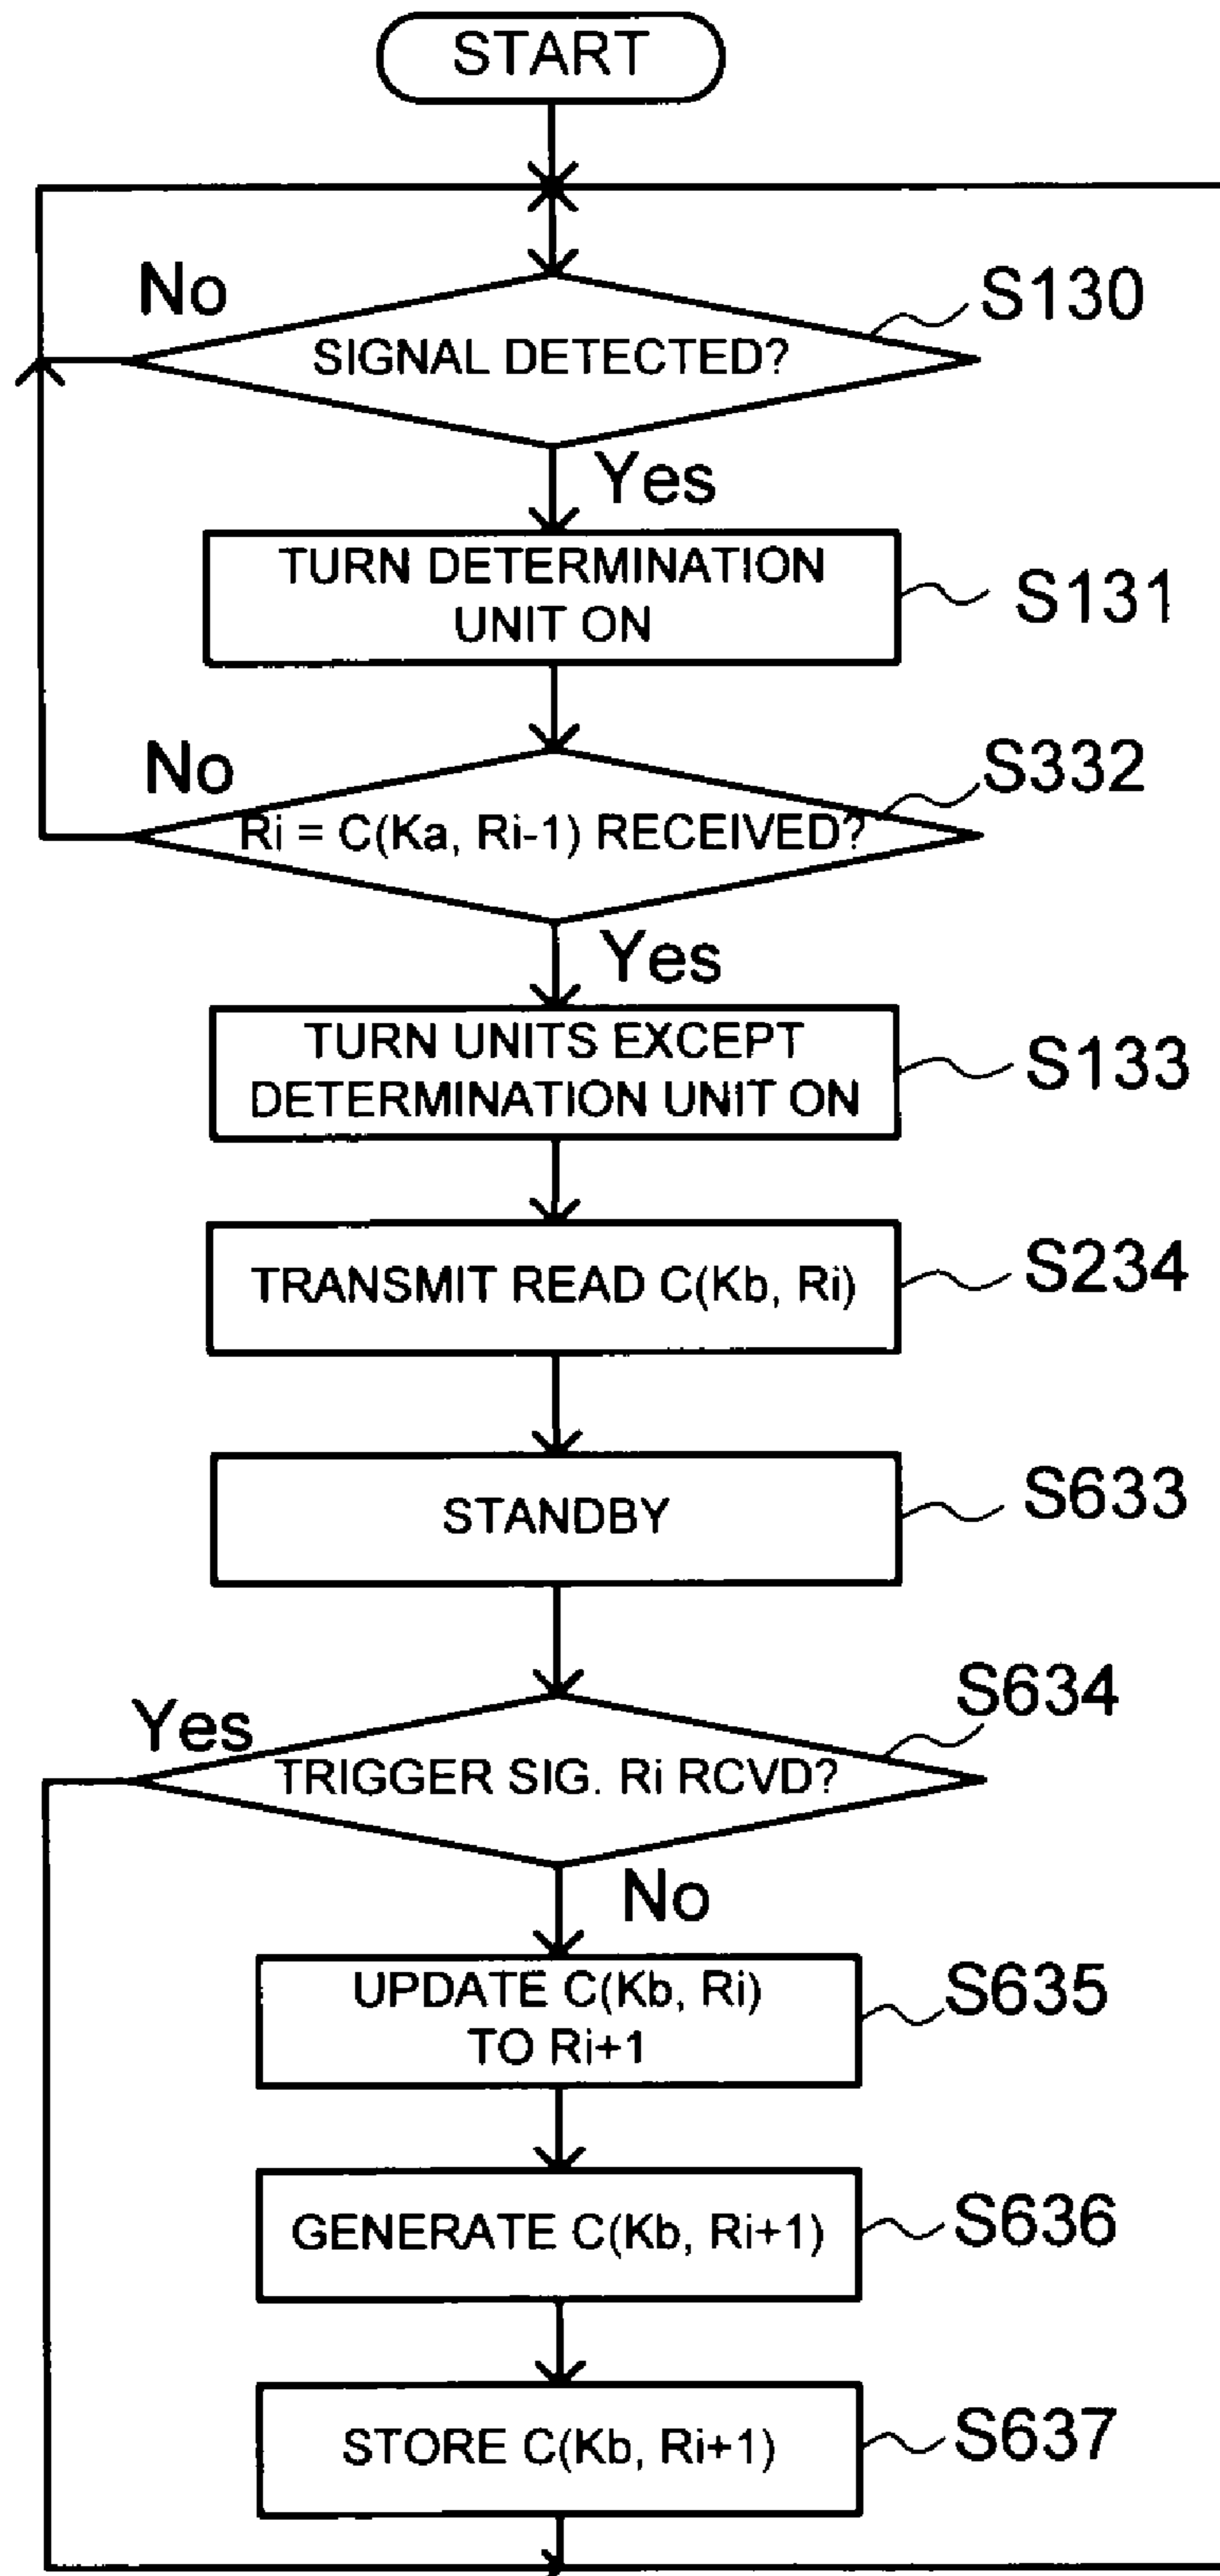 START
No
S130
SIGNAL DETECTED?
Yes
TURN DETERMINATION
UNIT ON
S131
No
S332
Ri = C(Ka, Ri-1) RECEIVED?
Yes
TURN UNITS EXCEPT
DETERMINATION UNIT ON
S133
TRANSMIT READ C(Kb, Ri)
S234
STANDBY
S633
S634
Yes
TRIGGER SIG. Ri RCVD?
No
UPDATE C(Kb, Ri)
TO Ri+1
S635
GENERATE C(Kb, Ri+1)
S636
STORE C(Kb, Ri+1)
S637